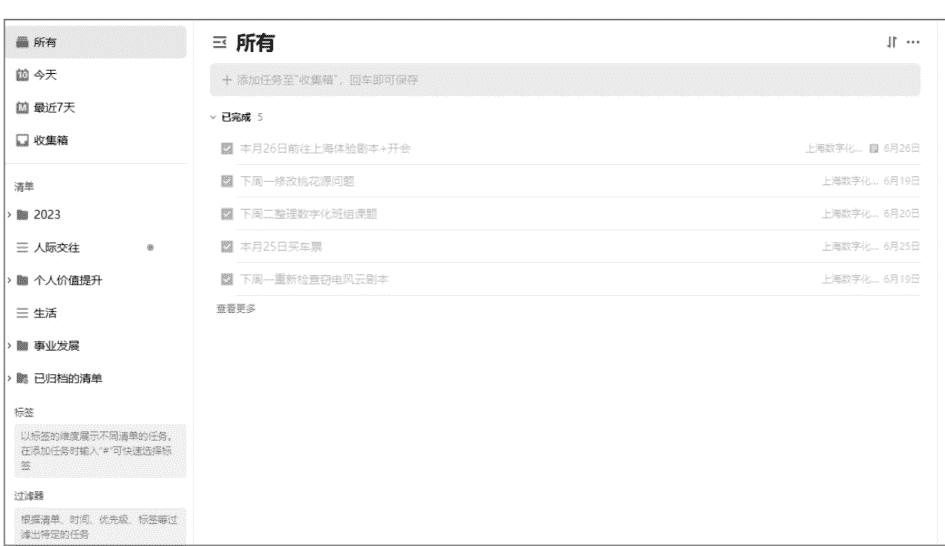 所有
今天
最近7天
收集箱
清单
2023
人际交往
个人价值提升
生活
事业发展
已归档的清单
标签
以标签的维度展示不同清单的任务。
在添加任务时输入"#"可快速选择标
签
过滤器
根据清单、时间、优先级、标签等过
滤出特定的任务
所有
+ 添加任务至"收集箱"，回车即可保存
已完成 5
本月26日前往上海体验剧本+开会 上海数字化... 6月26日
下周一修改桃花源问题 上海数字化... 6月19日
下周二整理数字化班组课题 上海数字化... 6月20日
本月25日买车票 上海数字化... 6月25日
下周一重新检查窃电风云剧本 上海数字化... 6月19日
查看更多